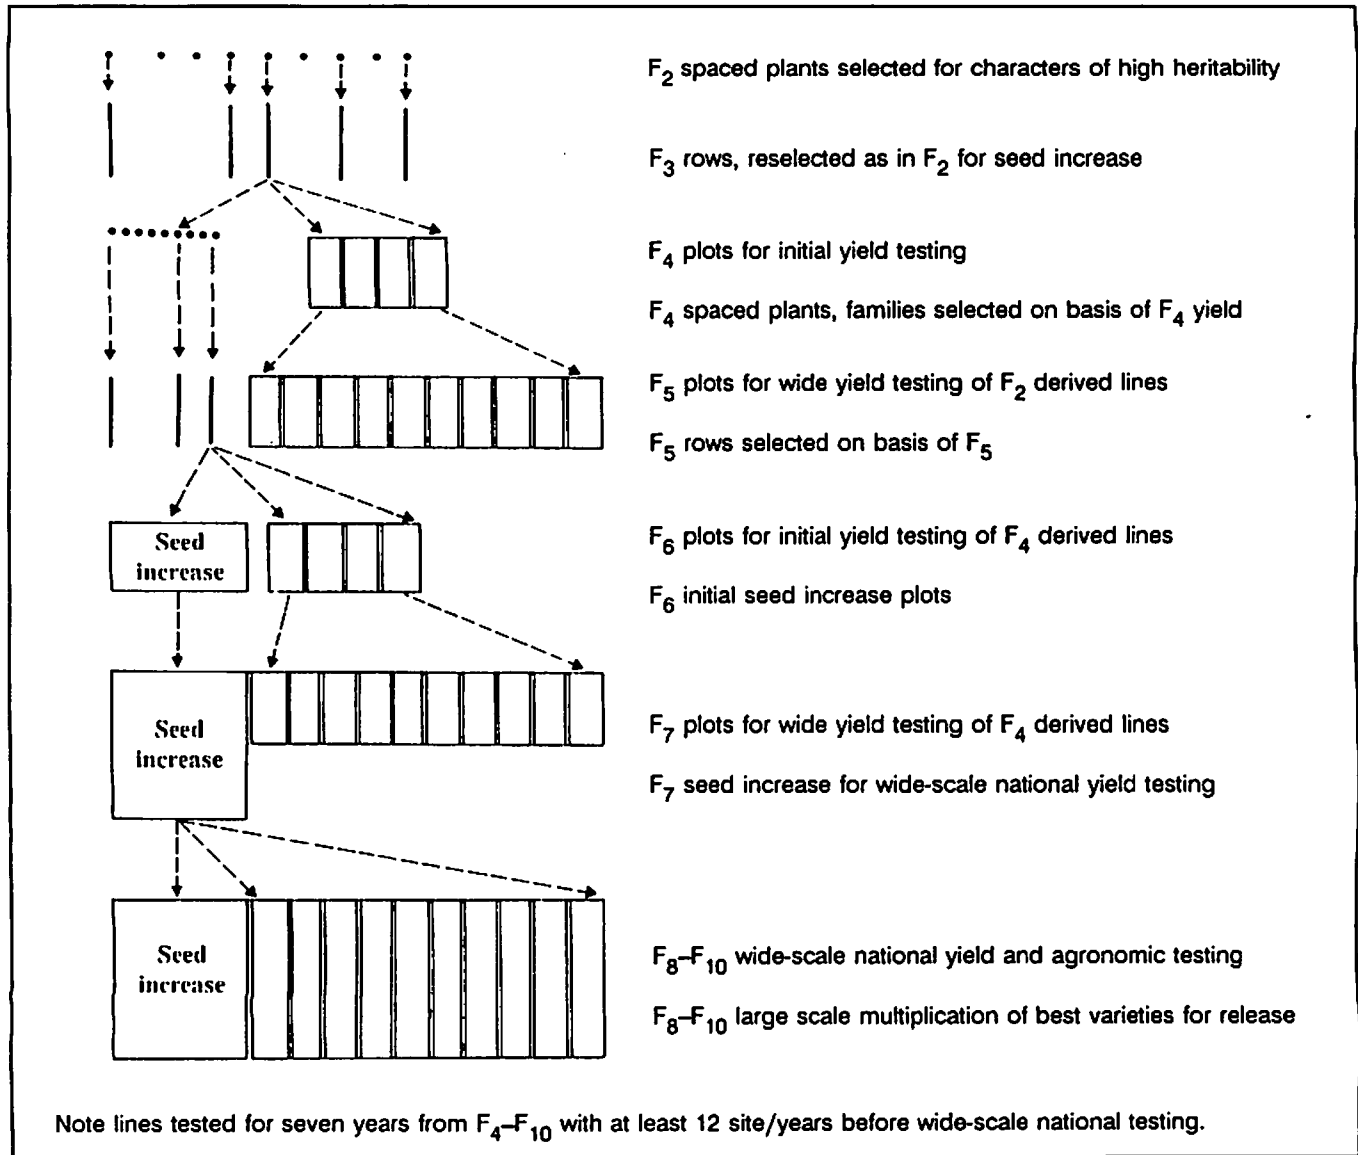 F2 spaced plants selected for characters of high heritability
F3 rows, reselected as in F2 for seed increase
F4 plots for initial yield testing
F4 spaced plants, families selected on basis of F4 yield
F5 plots for wide yield testing of F2 derived lines
F5 rows selected on basis of F5
Seed
increase
F6 plots for initial yield testing of F4 derived lines
F6 initial seed increase plots
Seed
increase
F7 plots for wide yield testing of F4 derived lines
F7 seed increase for wide-scale national yield testing
Seed
increase
F8–F10 wide-scale national yield and agronomic testing
F8–F10 large scale multiplication of best varieties for release
Note lines tested for seven years from F4–F10 with at least 12 site/years before wide-scale national testing.